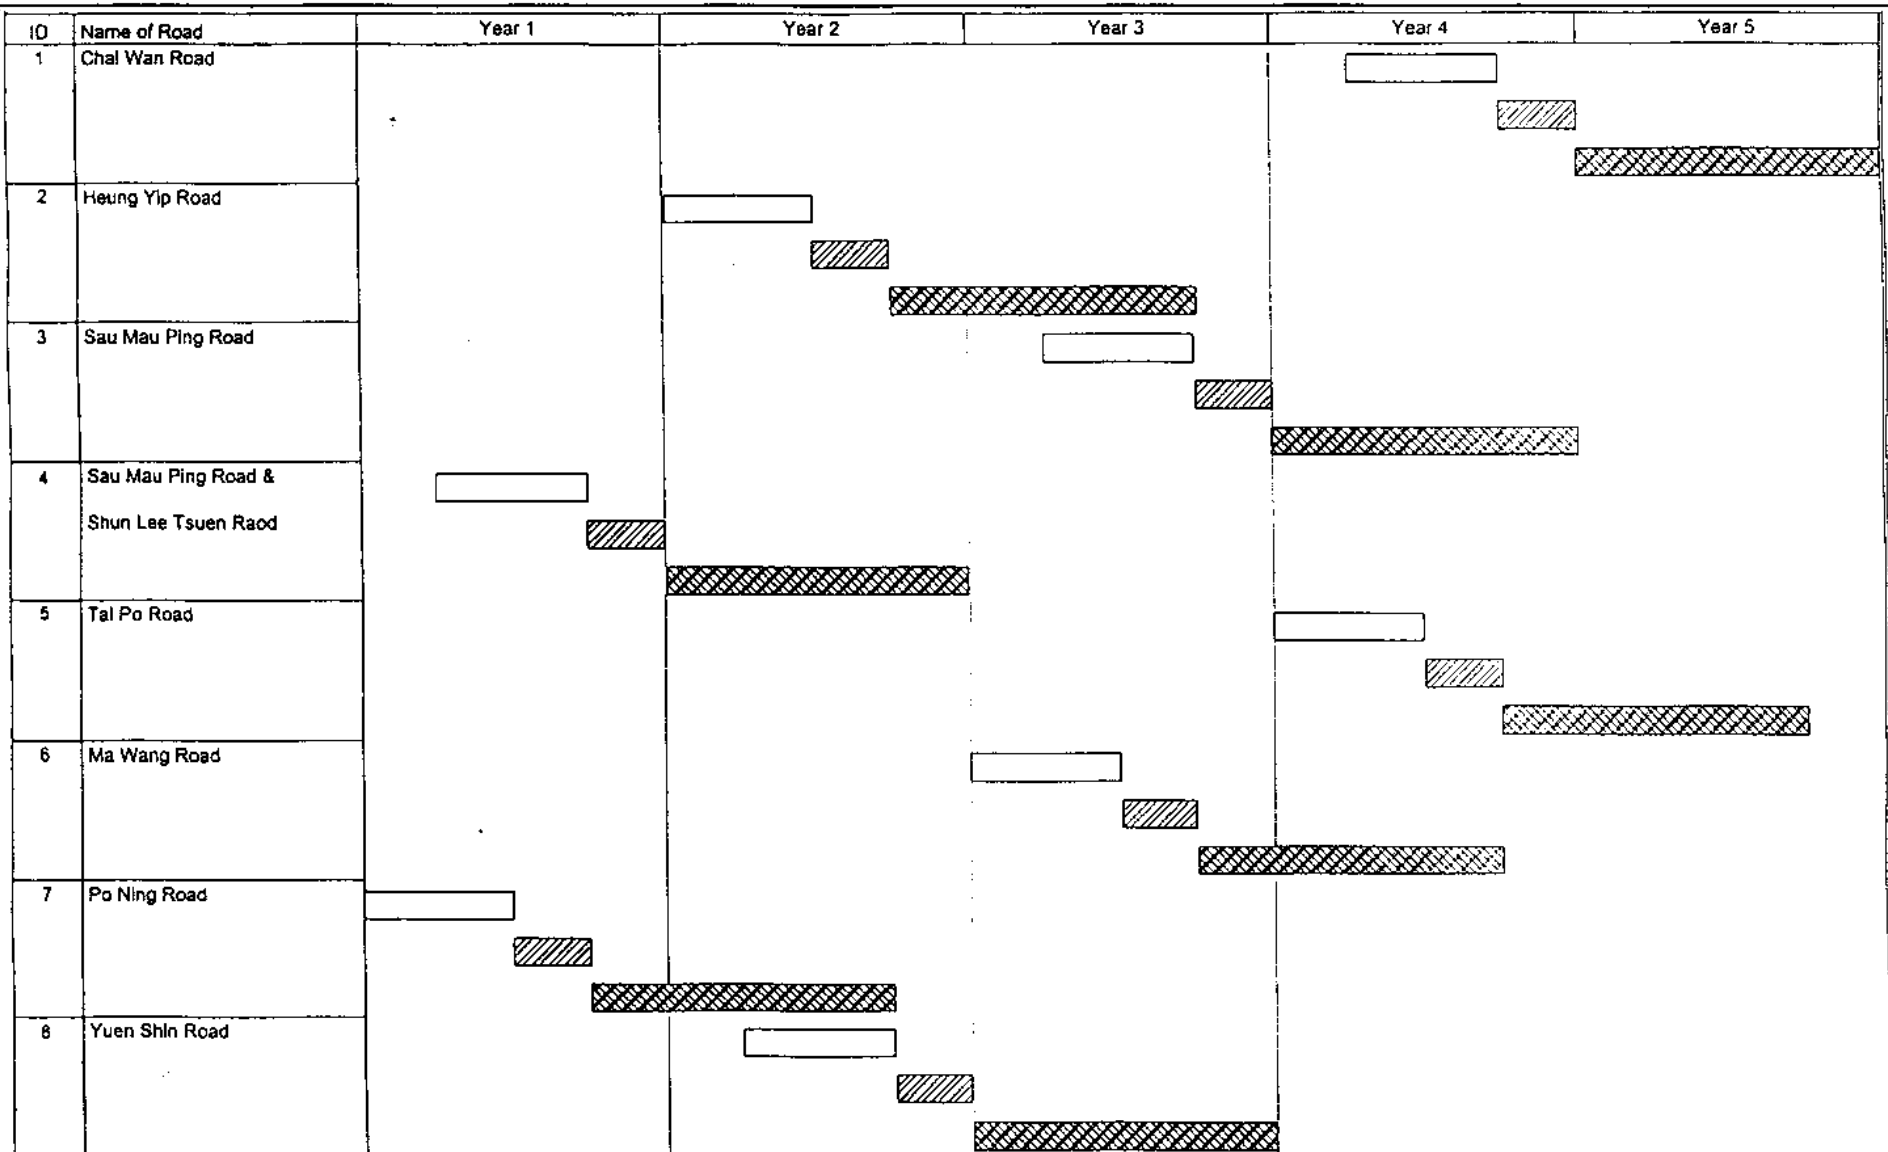 ID Name of Road Year 1 Year 2 Year 3 Year 4 Year 5
1 Chai Wan Road
2 Heung Yip Road
3 Sau Mau Ping Road
4 Sau Mau Ping Road &
Shun Lee Tsuen Raod
5 Tai Po Road
6 Ma Wang Road
7 Po Ning Road
8 Yuen Shin Road